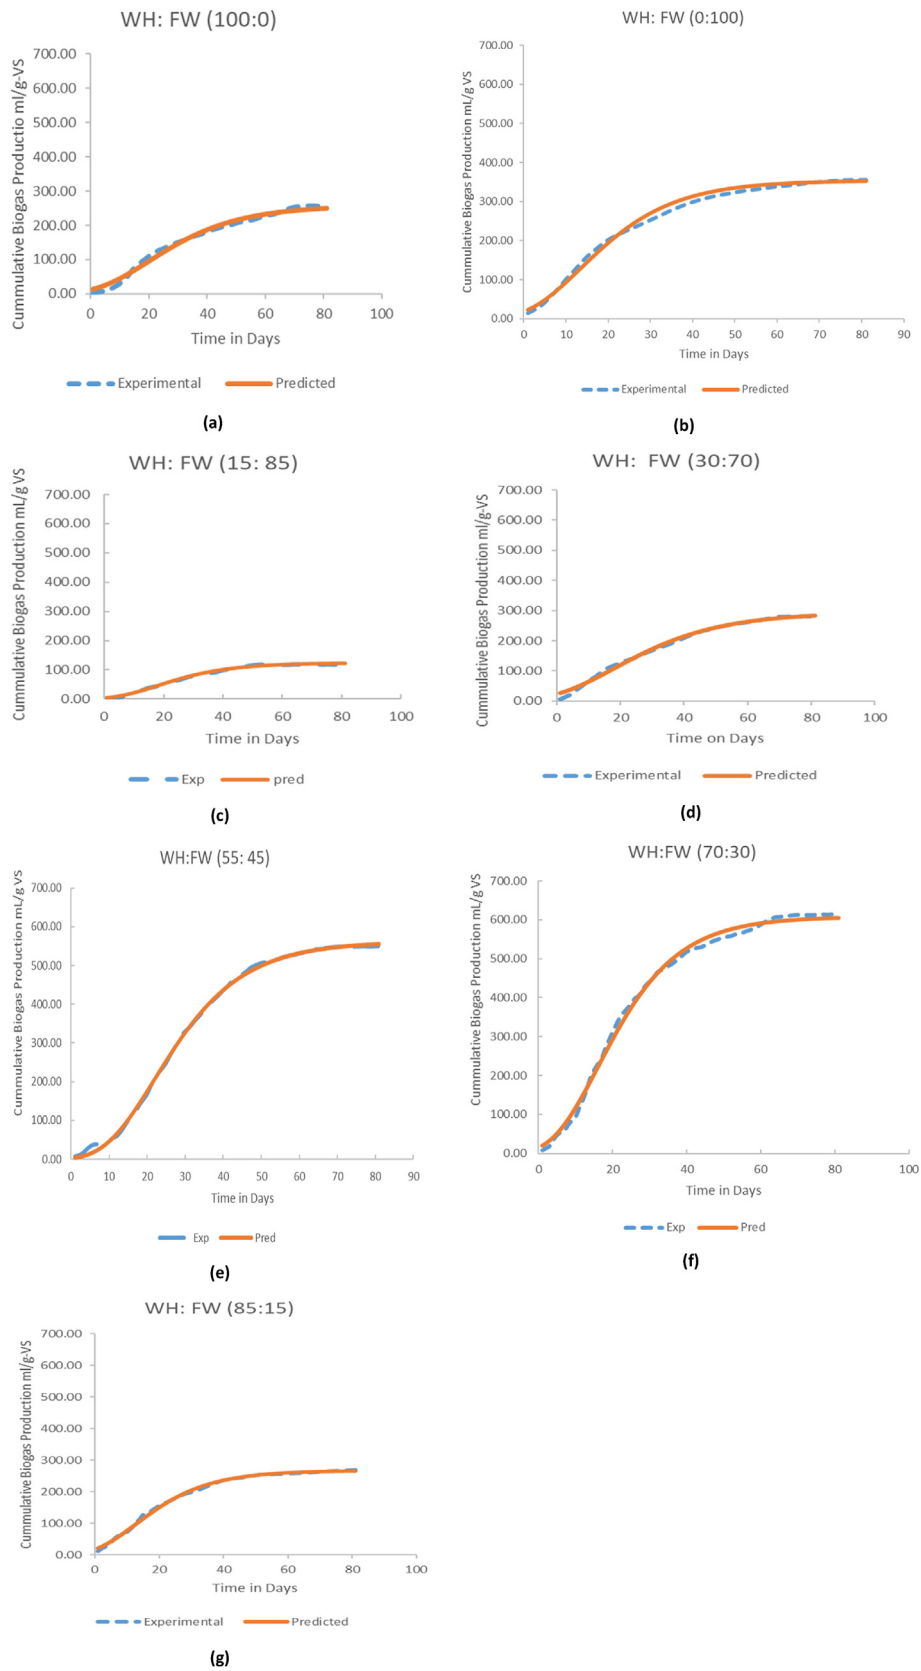 WH: FW (100:0)
Cummulative Biogas Productio ml/g-VS
700.00
600.00
500.00
400.00
300.00
200.00
100.00
0.00
0 20 40 60 80 100
Time in Days
Experimental Predicted
(a)
WH: FW (0:100)
Cummulative Biogas Production mL/g VS
700.00
600.00
500.00
400.00
300.00
200.00
100.00
0.00
0 10 20 30 40 50 60 70 80 90
Time in Days
Experimental Predicted
(b)
WH: FW (15: 85)
Cummulative Biogas Production mL/g VS
700.00
600.00
500.00
400.00
300.00
200.00
100.00
0.00
0 20 40 60 80 100
Time in Days
Exp pred
(c)
WH: FW (30:70)
Cummulative Biogas Production ml/g-VS
700.00
600.00
500.00
400.00
300.00
200.00
100.00
0.00
0 20 40 60 80 100
Time on Days
Experimental Predicted
(d)
WH:FW (55: 45)
Cummulative Biogas Production mL/g VS
700.00
600.00
500.00
400.00
300.00
200.00
100.00
0.00
0 10 20 30 40 50 60 70 80 90
Time in Days
Exp Pred
(e)
WH:FW (70:30)
Cummulative Biogas Production mL/g VS
700.00
600.00
500.00
400.00
300.00
200.00
100.00
0.00
0 20 40 60 80 100
Time in Days
Exp Pred
(f)
WH: FW (85:15)
Cummulative Biogas Production ml/g-VS
700.00
600.00
500.00
400.00
300.00
200.00
100.00
0.00
0 20 40 60 80 100
Time in Days
Experimental Predicted
(g)